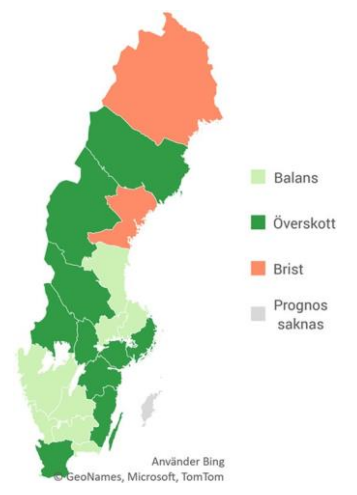 Balans
Överskott
Brist
Prognos
saknas
Använder Bing
© GeoNames, Microsoft, TomTom